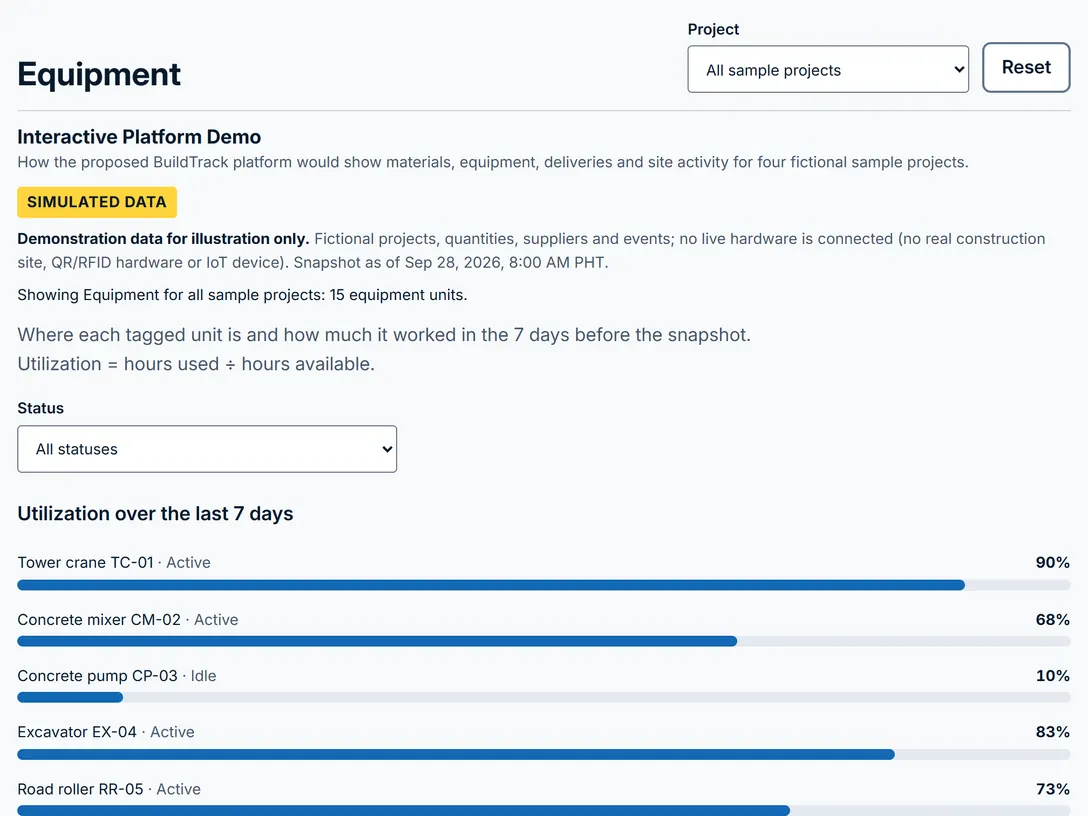 Project
Equipment
All sample projects
Reset
Interactive Platform Demo
How the proposed BuildTrack platform would show materials, equipment, deliveries and site activity for four fictional sample projects.
SIMULATED DATA
Demonstration data for illustration only. Fictional projects, quantities, suppliers and events; no live hardware is connected (no real construction
site, QR/RFID hardware or IoT device). Snapshot as of Sep 28, 2026, 8:00 AM PHT.
Showing Equipment for all sample projects: 15 equipment units.
Where each tagged unit is and how much it worked in the 7 days before the snapshot.
Utilization = hours used ÷ hours available.
Status
All statuses
Utilization over the last 7 days
Tower crane TC-01 · Active 90%
Concrete mixer CM-02 · Active 68%
Concrete pump CP-03 · Idle 10%
Excavator EX-04 · Active 83%
Road roller RR-05 · Active 73%